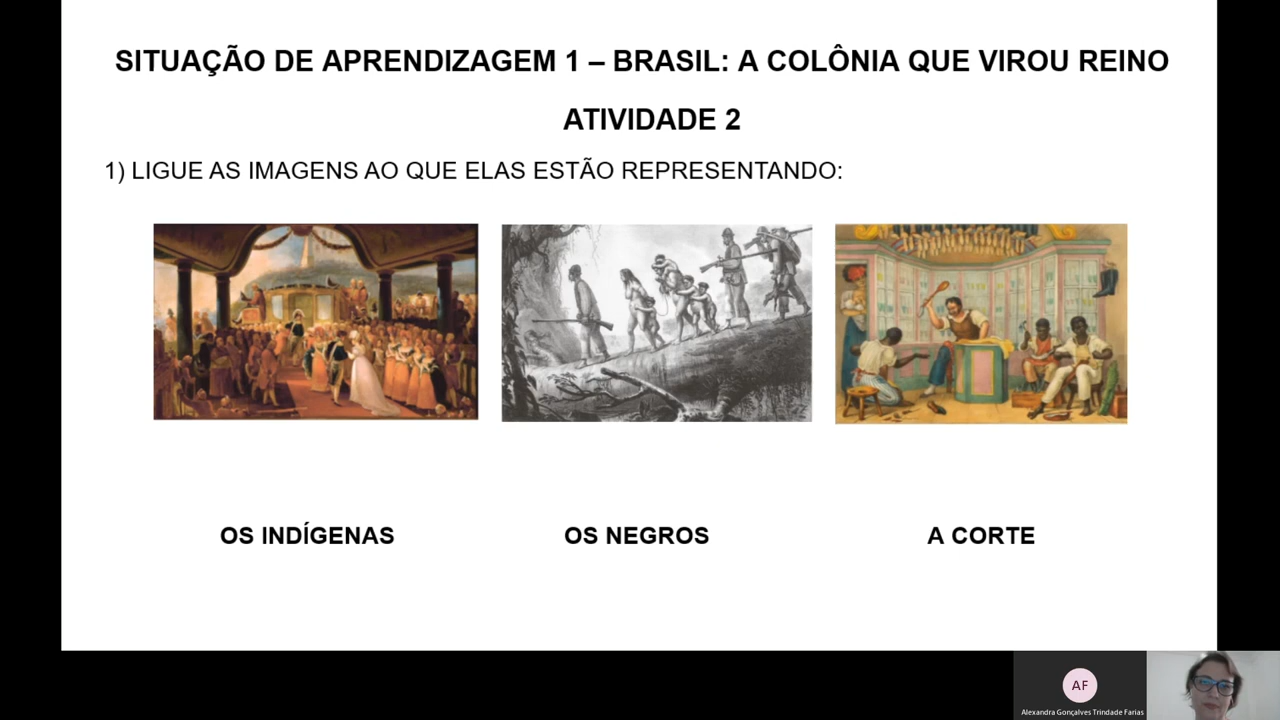 SITUAÇÃO DE APRENDIZAGEM 1 – BRASIL: A COLÔNIA QUE VIROU REINO
ATIVIDADE 2
1) LIGUE AS IMAGENS AO QUE ELAS ESTÃO REPRESENTANDO:
OS INDÍGENAS
OS NEGROS
A CORTE
AF
Alexandra Gonçalves Trindade Farias